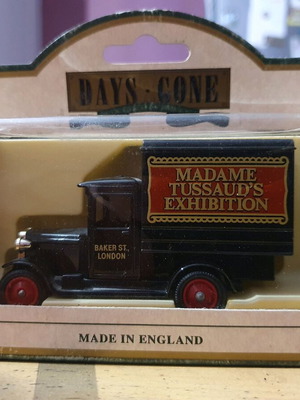 DAYS · GONE
MADAME
TUSSAUD'S
EXHIBITION
BAKER ST,
LONDON
MADE IN ENGLAND